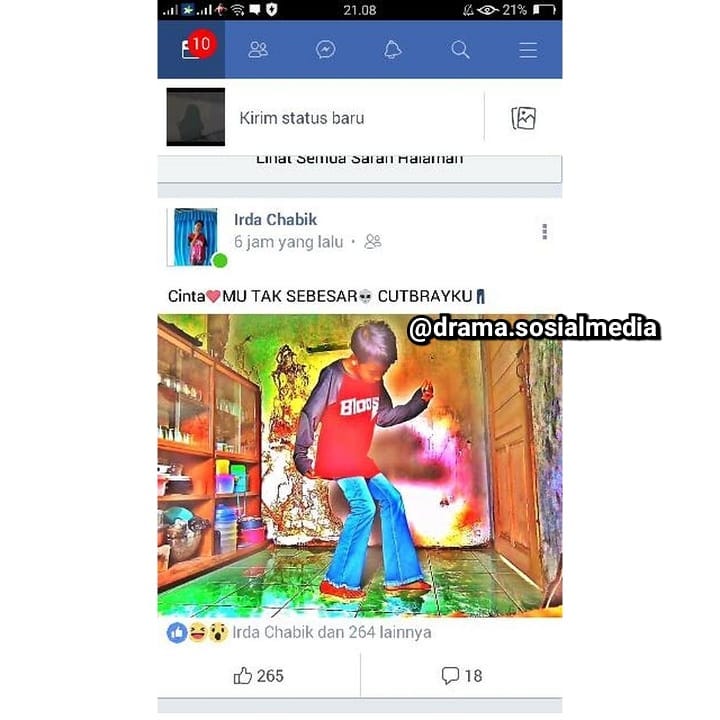 21.08
21%
10
Kirim status baru
Lihat Semua Saran Halaman
Irda Chabik
6 jam yang lalu ·
Cinta❤️MU TAK SEBESAR💀 CUTBRAYKU👖
@drama.sosialmedia
Bloods
Irda Chabik dan 264 lainnya
265
18